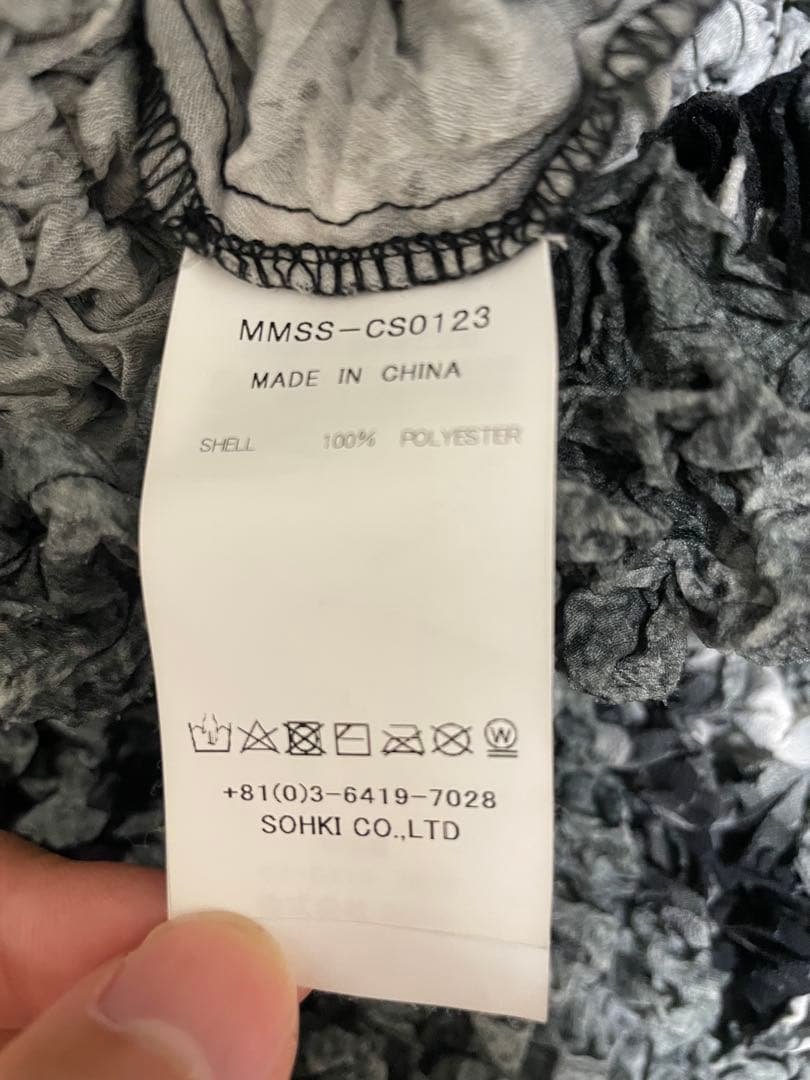 MMSS-CS0123
MADE IN CHINA
SHELL 100% POLYESTER
W
+81(0)3-6419-7028
SOHKI CO.,LTD